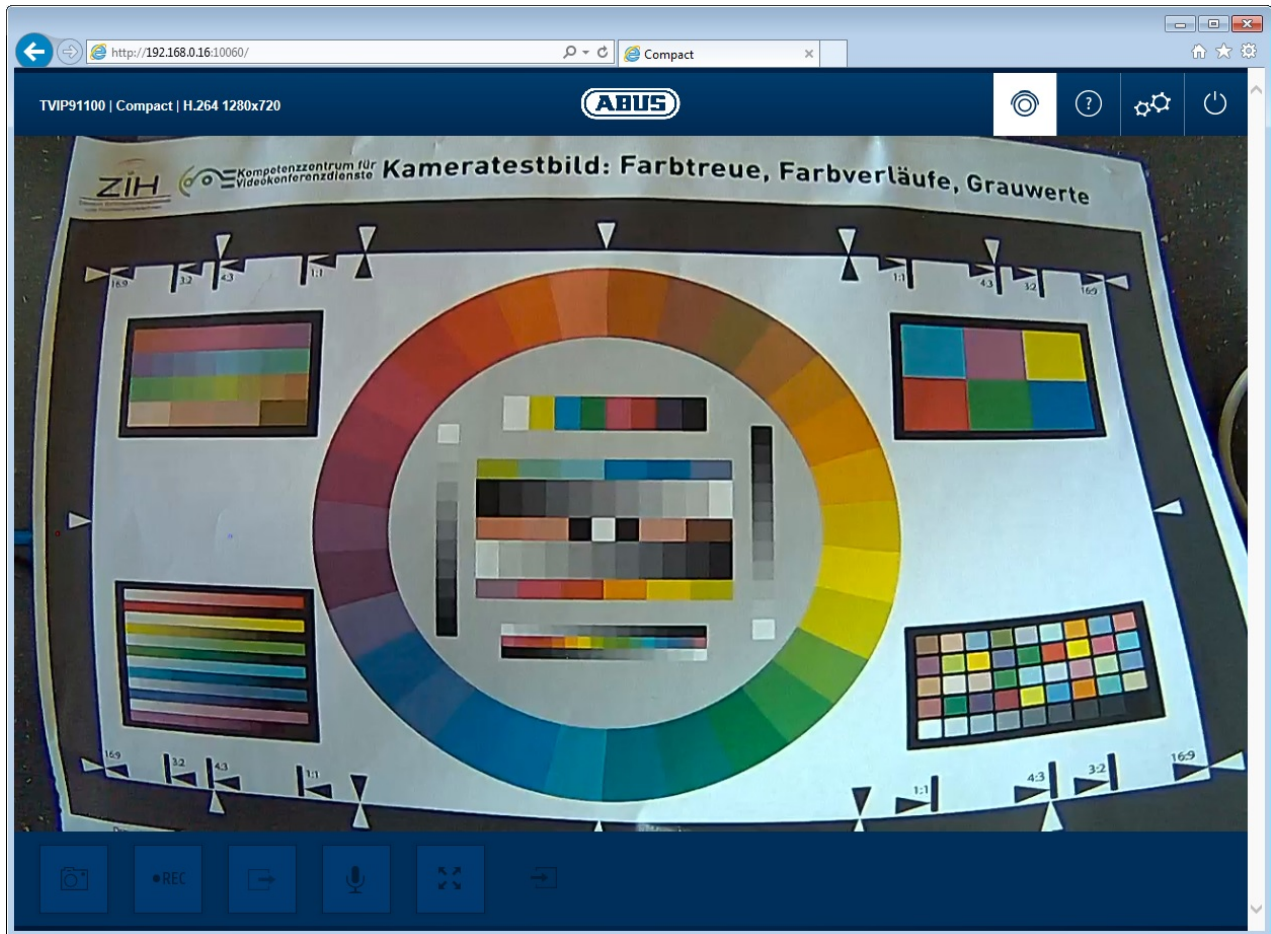 http://192.168.0.16:10060/
Compact
TVIP91100 | Compact | H.264 1280x720
ABUS
?
ZIH
Kompetenzzentrum für
Videokonferenzdienste
Kameratestbild: Farbtreue, Farbverläufe, Grauwerte
16:9 3:2 4:3 1:1 1:1 4:3 3:2 16:9
16:9 3:2 4:3 1:1 1:1 4:3 3:2 16:9
REC